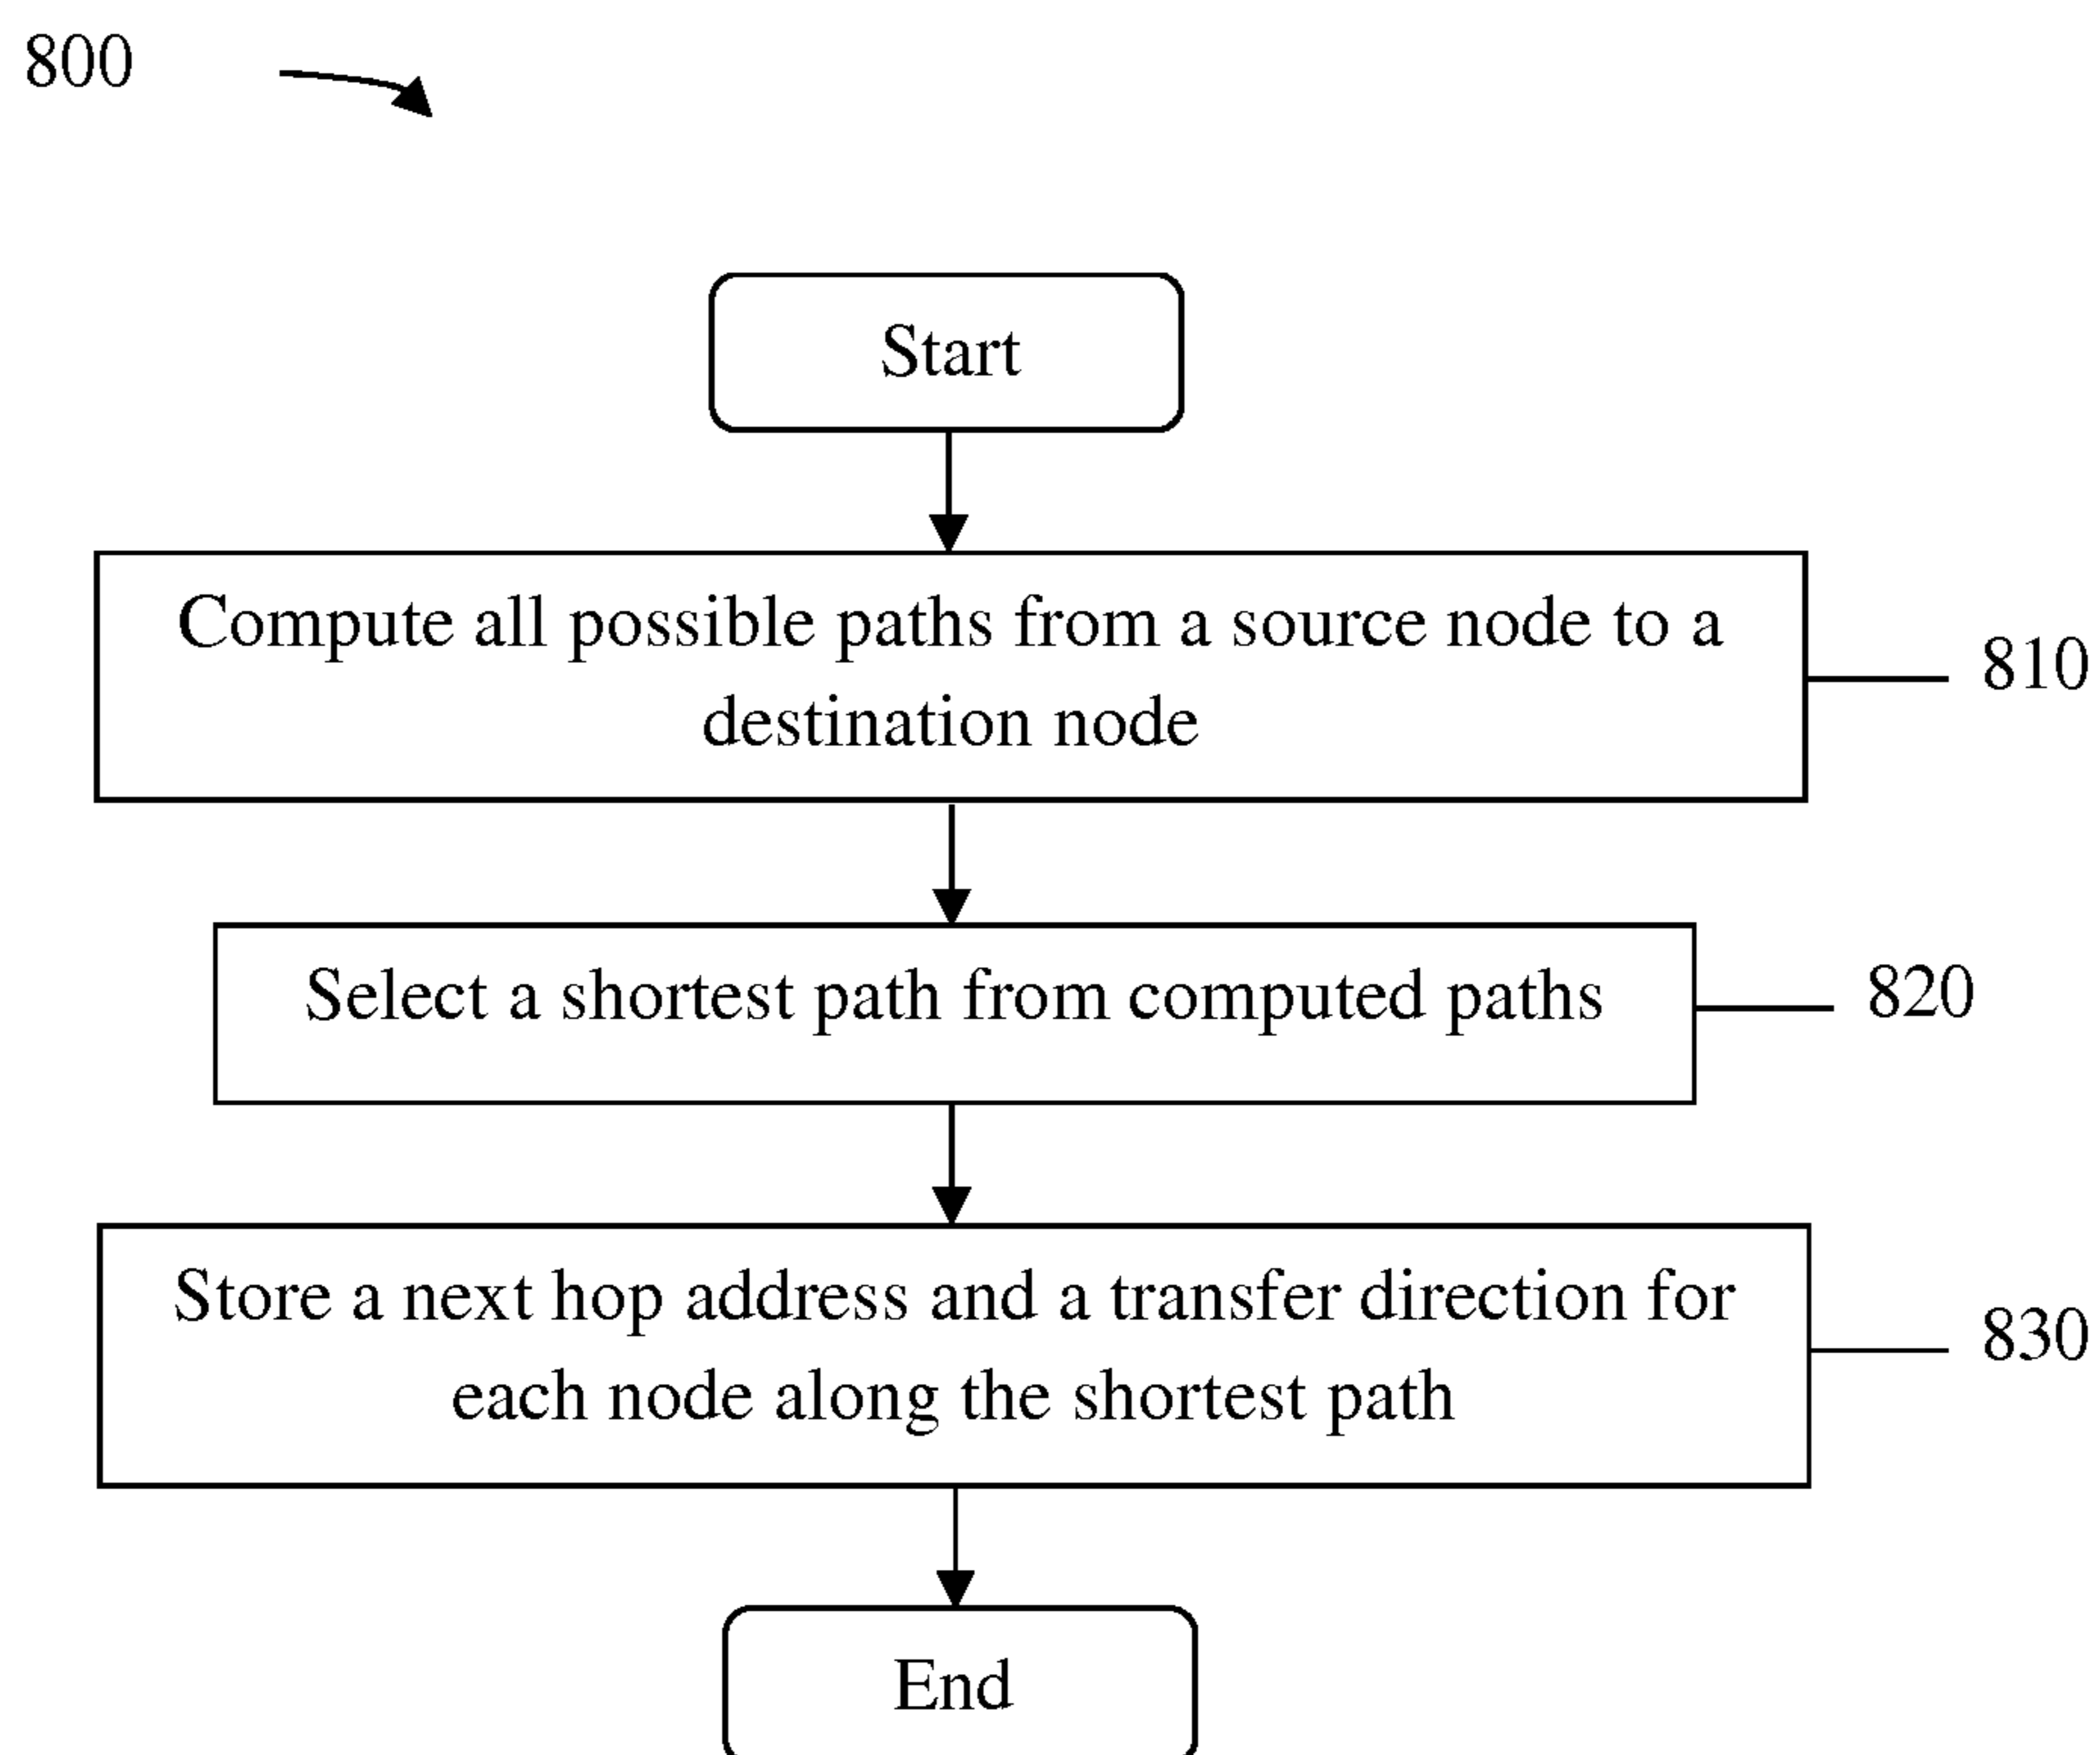 800
Start
Compute all possible paths from a source node to a
destination node
810
Select a shortest path from computed paths
820
Store a next hop address and a transfer direction for
each node along the shortest path
830
End